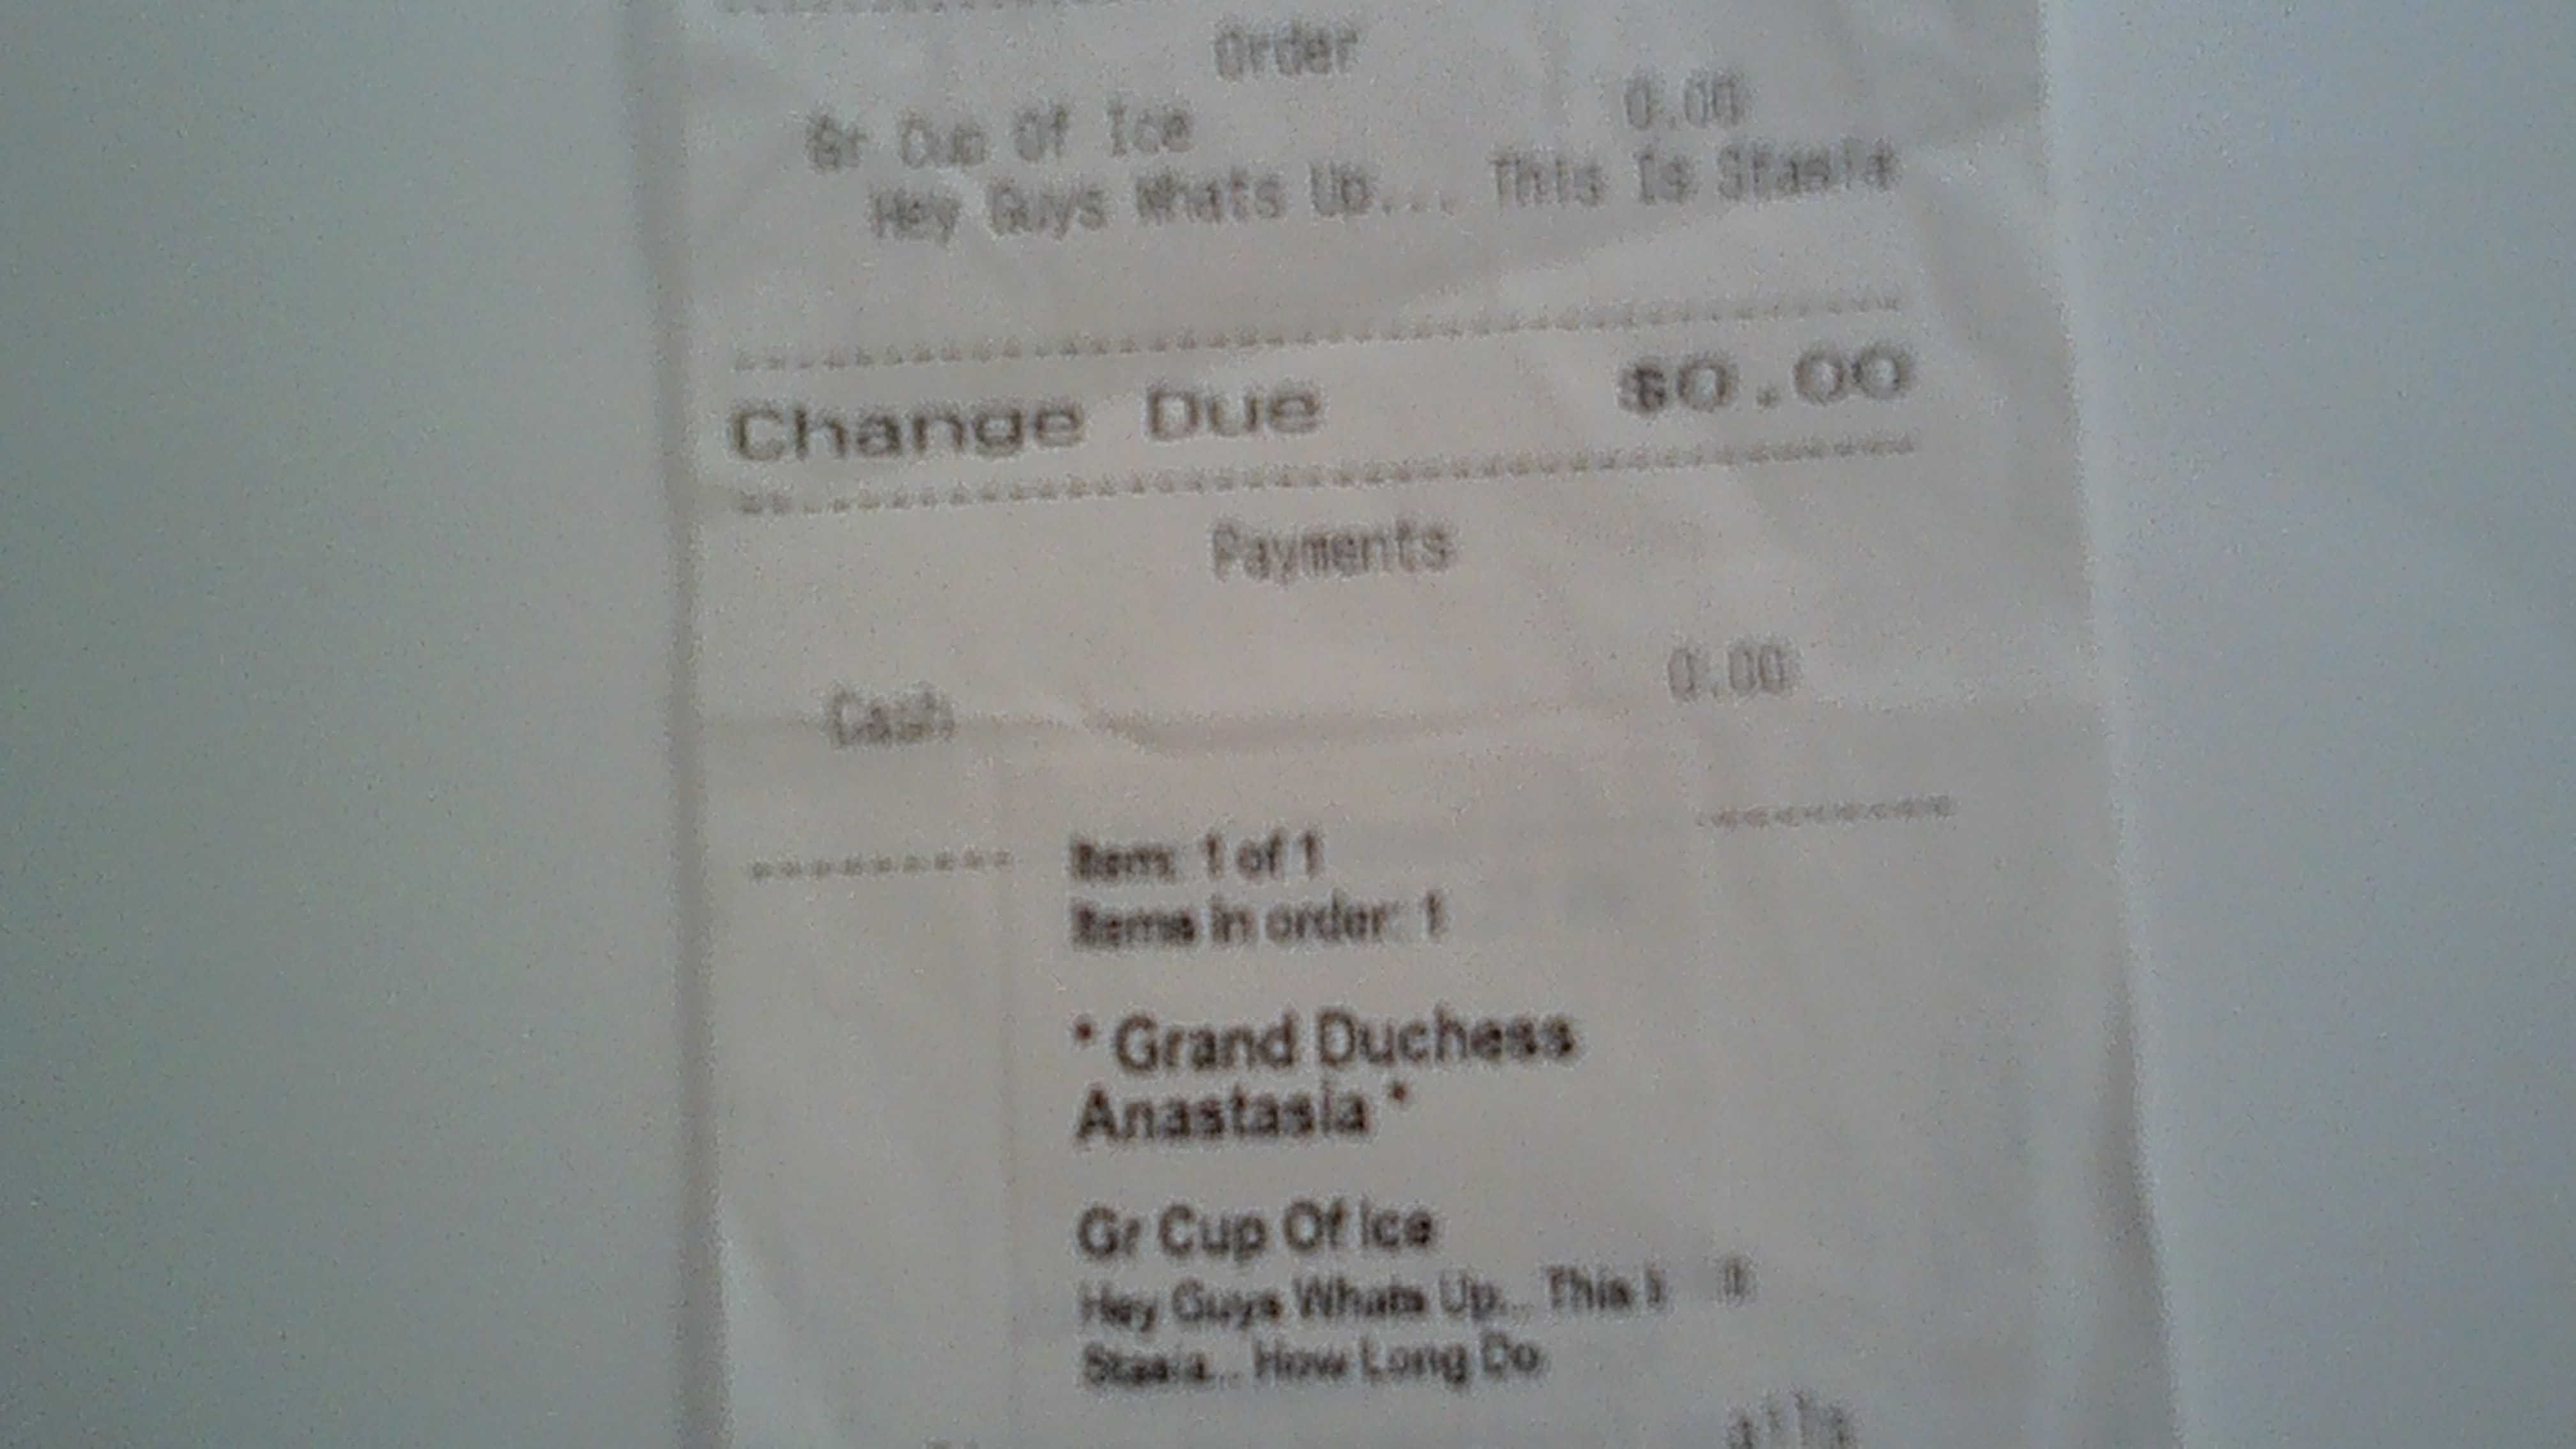 Order
Gr Cup Of Ice 0.00
Hey Guys Whats Up... This Is Stasia
Change Due $0.00
Payments
Cash 0.00
Item: 1 of 1
Items in order: 1
* Grand Duchess
Anastasia *
Gr Cup Of Ice
Hey Guys Whats Up... This I
Stasia... How Long Do